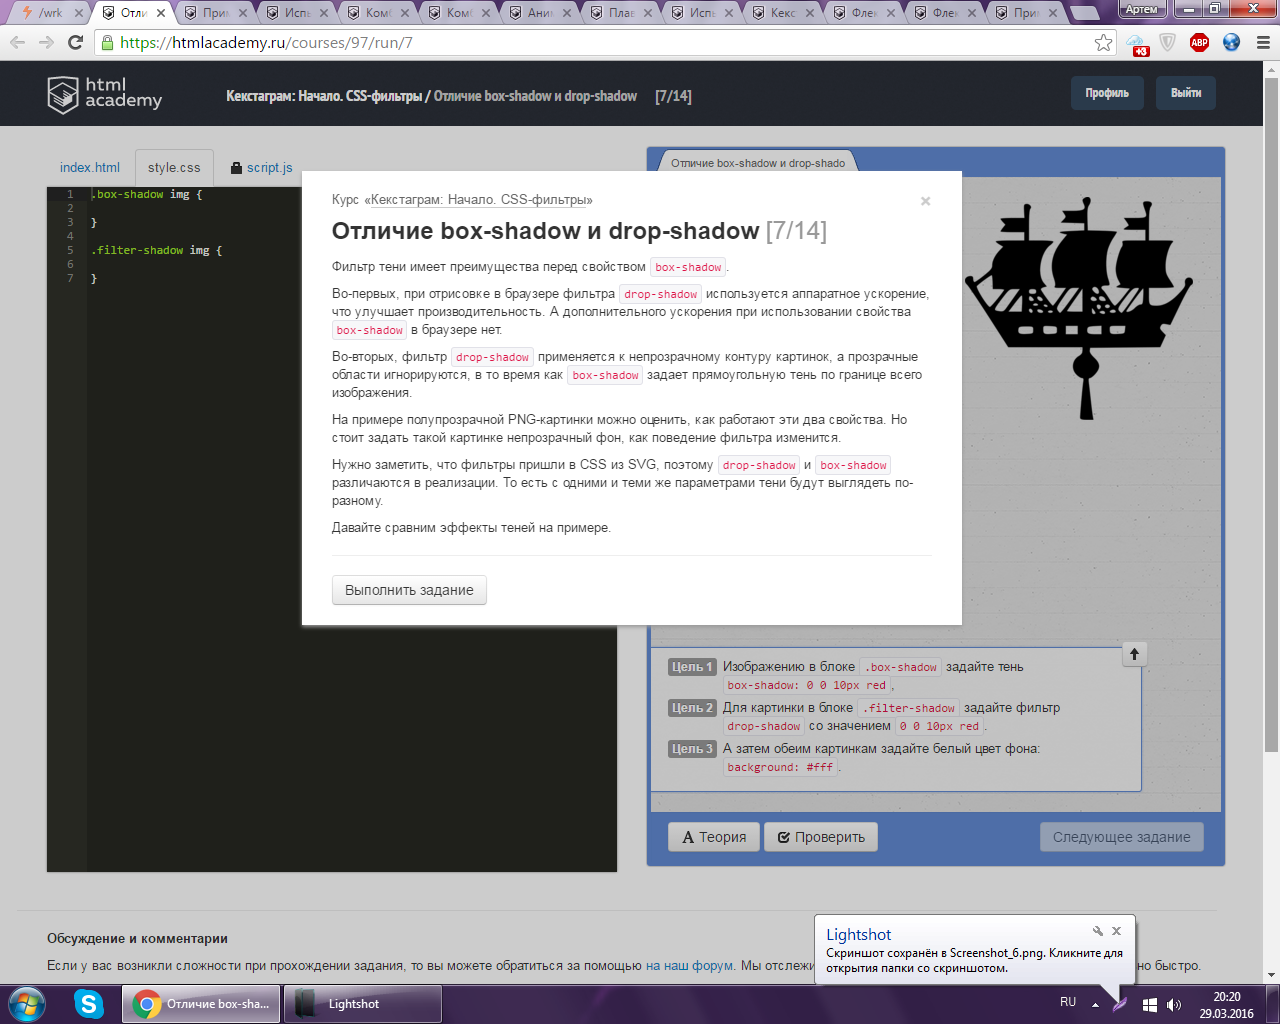 /wrk
Отли
При
Испы
Комб
Комб
Аним
Плав
Испы
Кекс
Флек
Флек
При
Артем
https://htmlacademy.ru/courses/97/run/7
+3
ABP
html
academy
Кекстаграм: Начало. CSS-фильтры / Отличие box-shadow и drop-shadow [7/14]
Профиль
Выйти
index.html
style.css
script.js
Отличие box-shadow и drop-shado
1 .box-shadow img {
2
3 }
4
5 .filter-shadow img {
6
7 }
Курс «Кекстаграм: Начало. CSS-фильтры»
×
Отличие box-shadow и drop-shadow [7/14]
Фильтр тени имеет преимущества перед свойством box-shadow.
Во-первых, при отрисовке в браузере фильтра drop-shadow используется аппаратное ускорение,
что улучшает производительность. А дополнительного ускорения при использовании свойства
box-shadow в браузере нет.
Во-вторых, фильтр drop-shadow применяется к непрозрачному контуру картинок, а прозрачные
области игнорируются, в то время как box-shadow задает прямоугольную тень по границе всего
изображения.
На примере полупрозрачной PNG-картинки можно оценить, как работают эти два свойства. Но
стоит задать такой картинке непрозрачный фон, как поведение фильтра изменится.
Нужно заметить, что фильтры пришли в CSS из SVG, поэтому drop-shadow и box-shadow
различаются в реализации. То есть с одними и теми же параметрами тени будут выглядеть по-
разному.
Давайте сравним эффекты теней на примере.
Выполнить задание
Цель 1 Изображению в блоке .box-shadow задайте тень
box-shadow: 0 0 10px red,
Цель 2 Для картинки в блоке .filter-shadow задайте фильтр
drop-shadow со значением 0 0 10px red.
Цель 3 А затем обеим картинкам задайте белый цвет фона:
background: #fff.
Теория
Проверить
Следующее задание
Обсуждение и комментарии
Если у вас возникли сложности при прохождении задания, то вы можете обратиться за помощью на наш форум. Мы отслежи
но быстро.
Lightshot
Скриншот сохранён в Screenshot_6.png. Кликните для
открытия папки со скриншотом.
Отличие box-sha...
Lightshot
RU
20:20
29.03.2016